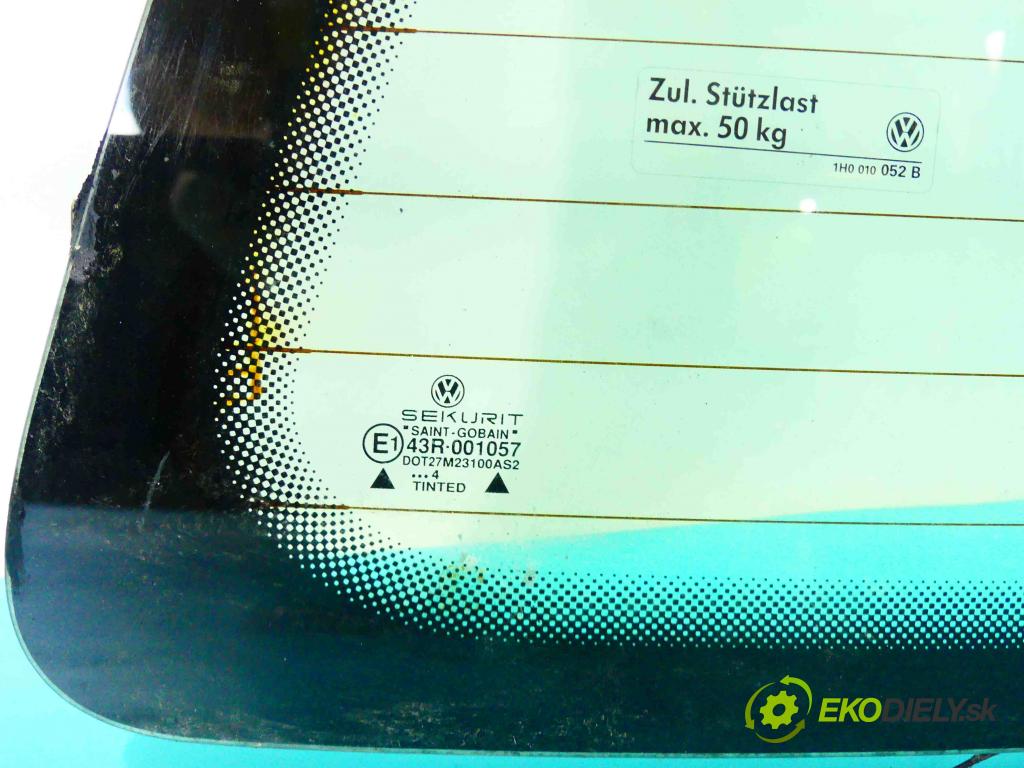 Zul. Stützlast
max. 50 kg
1H0 010 052 B
SEKURIT
"SAINT-GOBAIN"
E1 43R-001057
DOT27M23100AS2
...4
TINTED
EKODIELY.sk